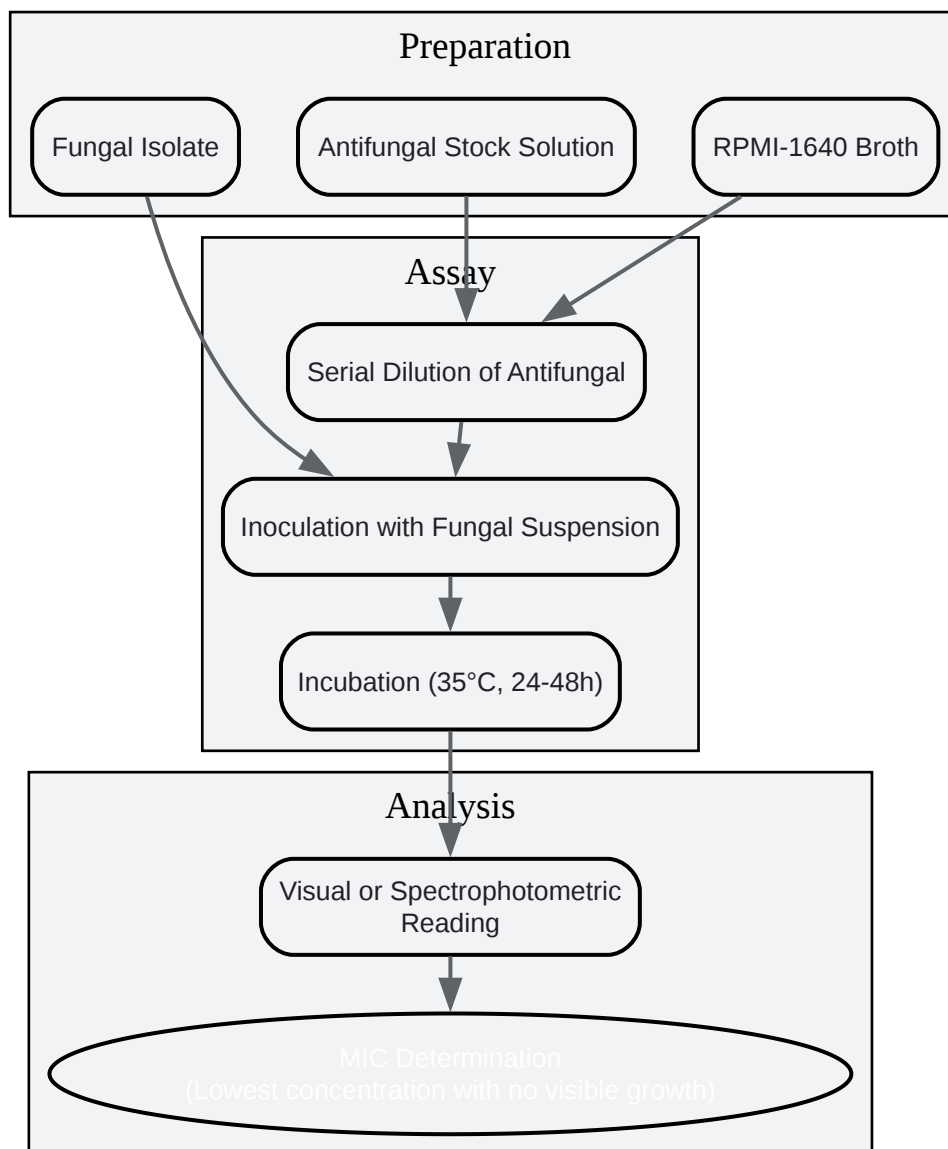 Preparation
Fungal Isolate
Antifungal Stock Solution
RPMI-1640 Broth
Assay
Serial Dilution of Antifungal
Inoculation with Fungal Suspension
Incubation (35°C, 24-48h)
Analysis
Visual or Spectrophotometric
Reading
MIC Determination
(Lowest concentration with no visible growth)